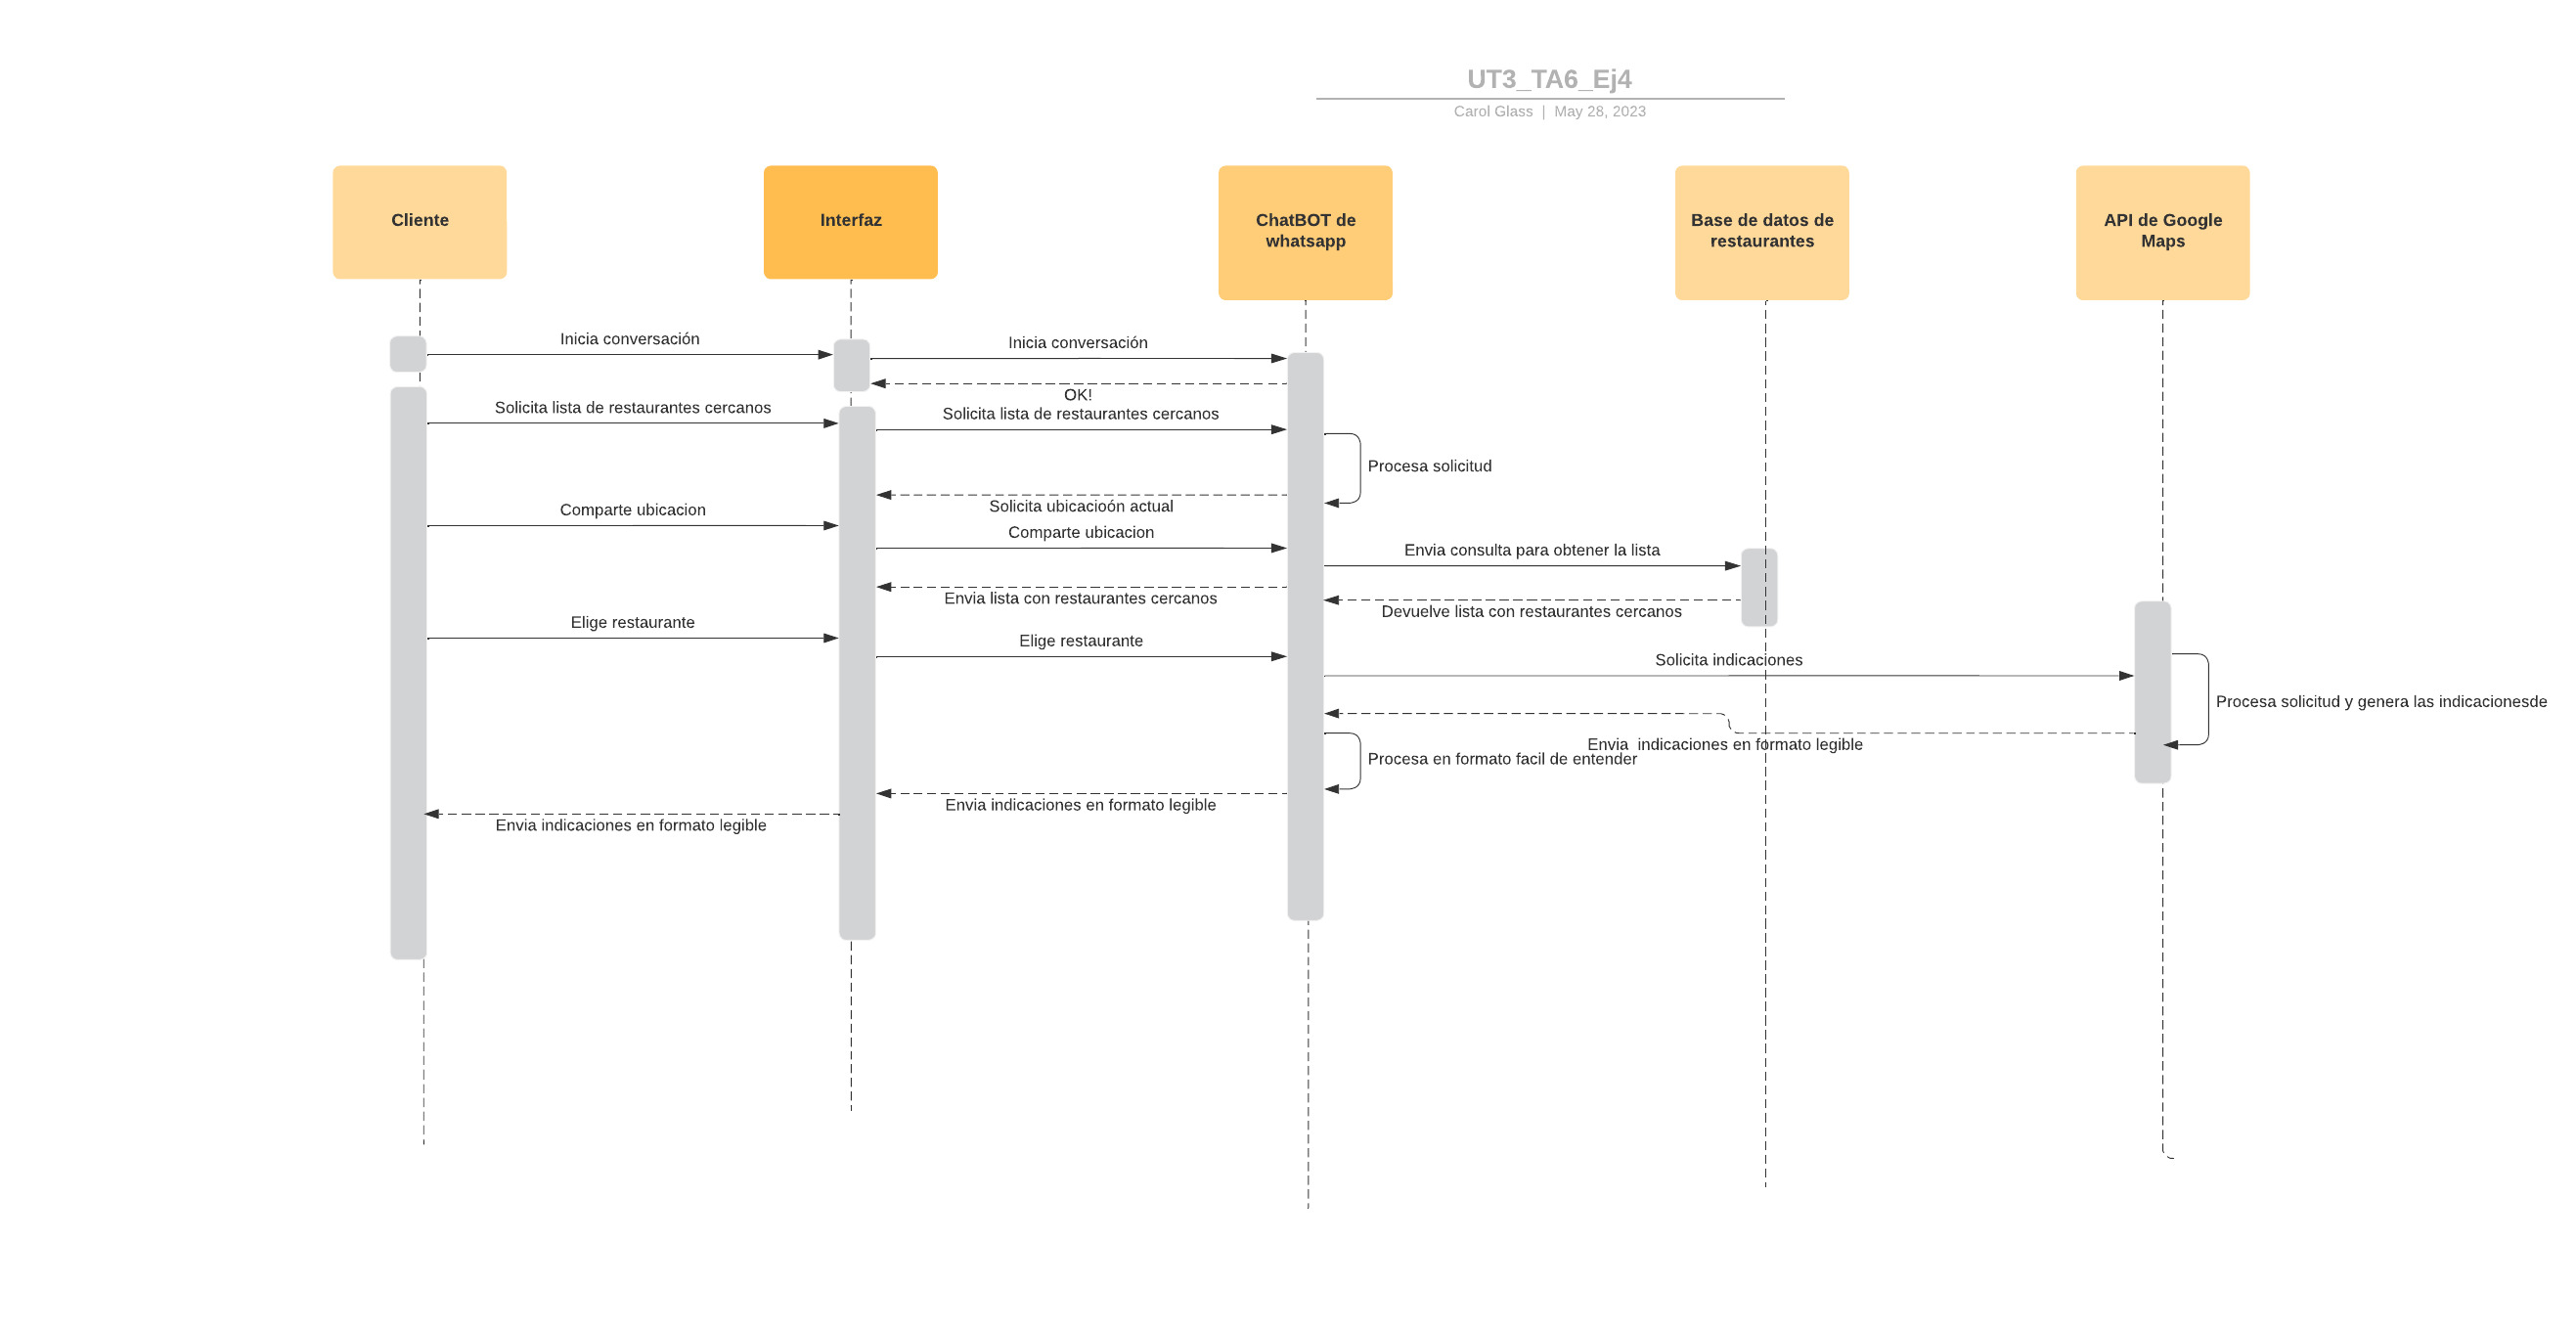 UT3_TA6_Ej4
Carol Glass | May 28, 2023
Cliente
Interfaz
ChatBOT de
whatsapp
Base de datos de
restaurantes
API de Google
Maps
Inicia conversación
Inicia conversación
OK!
Solicita lista de restaurantes cercanos
Solicita lista de restaurantes cercanos
Procesa solicitud
Solicita ubicacioón actual
Comparte ubicacion
Comparte ubicacion
Envia consulta para obtener la lista
Envia lista con restaurantes cercanos
Devuelve lista con restaurantes cercanos
Elige restaurante
Elige restaurante
Solicita indicaciones
Procesa solicitud y genera las indicacionesde
Envia  indicaciones en formato legible
Procesa en formato facil de entender
Envia indicaciones en formato legible
Envia indicaciones en formato legible